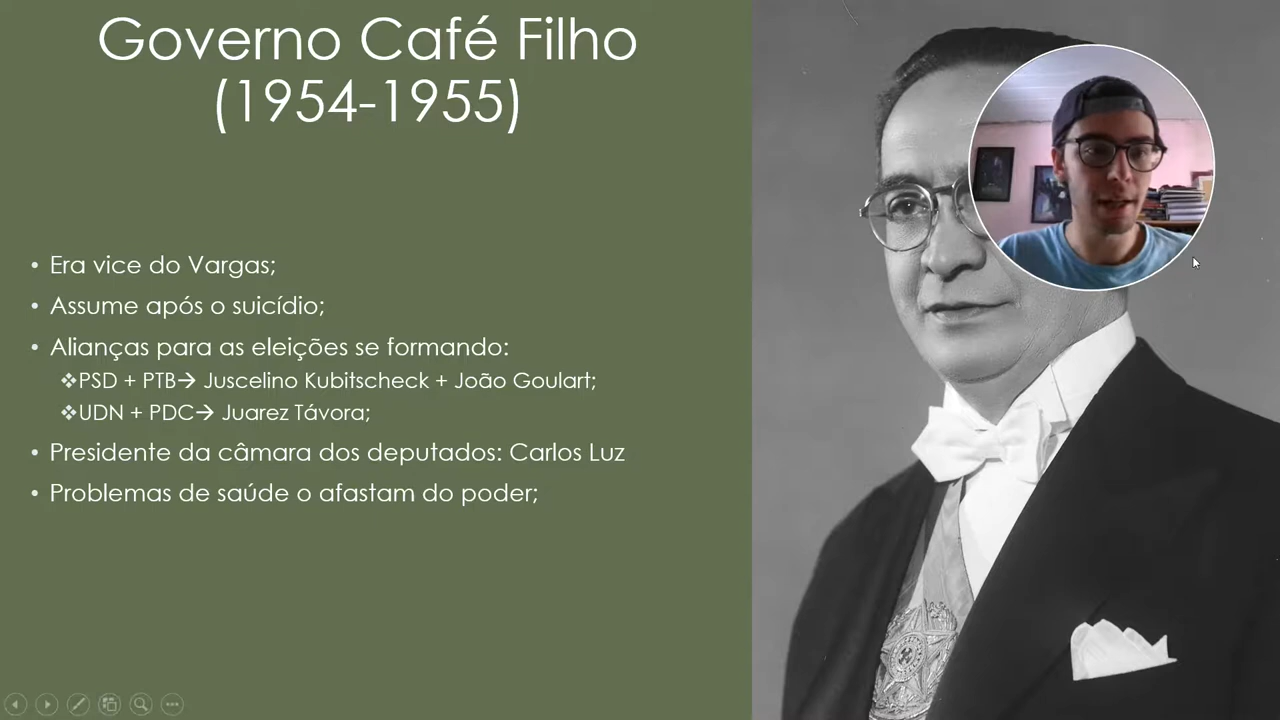 Governo Café Filho
(1954-1955)
• Era vice do Vargas;
• Assume após o suicídio;
• Alianças para as eleições se formando:
❖PSD + PTB→ Juscelino Kubitscheck + João Goulart;
❖UDN + PDC→ Juarez Távora;
• Presidente da câmara dos deputados: Carlos Luz
• Problemas de saúde o afastam do poder;